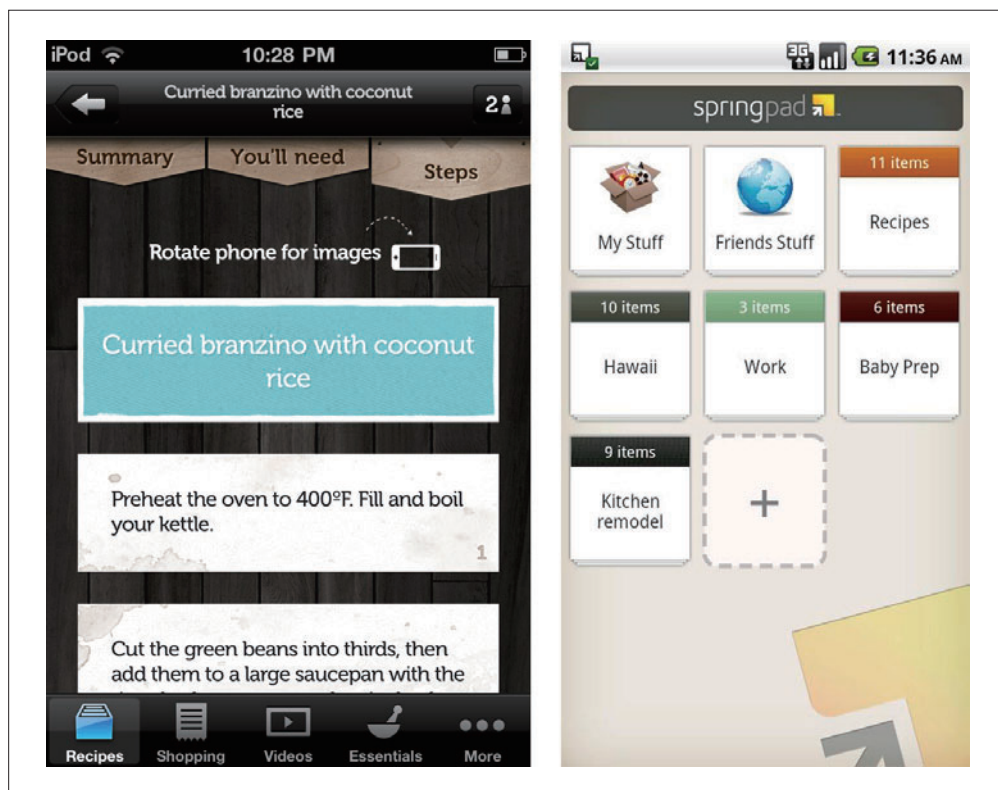 iPod
10:28 PM
Curried branzino with coconut
rice
2
Summary
You'll need
Steps
Rotate phone for images
Curried branzino with coconut
rice
Preheat the oven to 400ºF. Fill and boil
your kettle.
1
Cut the green beans into thirds, then
add them to a large saucepan with the
Recipes
Shopping
Videos
Essentials
More
3G
11:36 AM
springpad
My Stuff
Friends Stuff
11 items
Recipes
10 items
Hawaii
3 items
Work
6 items
Baby Prep
9 items
Kitchen
remodel
+